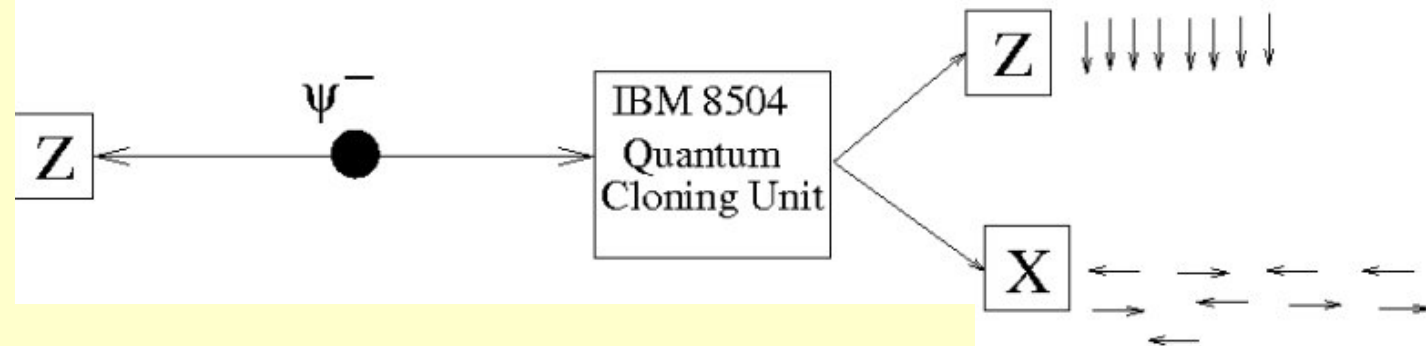 Z
ψ⁻
IBM 8504
Quantum
Cloning Unit
Z
X